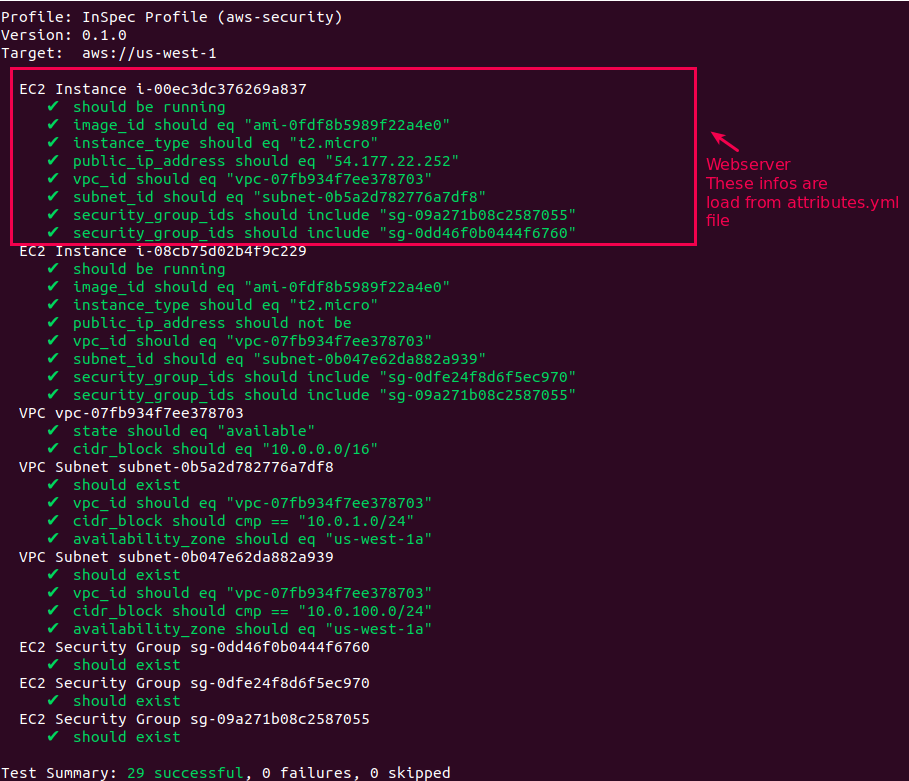 Profile: InSpec Profile (aws-security)
Version: 0.1.0
Target:  aws://us-west-1
EC2 Instance i-00ec3dc376269a837
✔ should be running
✔ image_id should eq "ami-0fdf8b5989f22a4e0"
✔ instance_type should eq "t2.micro"
✔ public_ip_address should eq "54.177.22.252"
✔ vpc_id should eq "vpc-07fb934f7ee378703"
✔ subnet_id should eq "subnet-0b5a2d782776a7df8"
✔ security_group_ids should include "sg-09a271b08c2587055"
✔ security_group_ids should include "sg-0dd46f0b0444f6760"
Webserver
These infos are
load from attributes.yml
file
EC2 Instance i-08cb75d02b4f9c229
✔ should be running
✔ image_id should eq "ami-0fdf8b5989f22a4e0"
✔ instance_type should eq "t2.micro"
✔ public_ip_address should not be
✔ vpc_id should eq "vpc-07fb934f7ee378703"
✔ subnet_id should eq "subnet-0b047e62da882a939"
✔ security_group_ids should include "sg-0dfe24f8d6f5ec970"
✔ security_group_ids should include "sg-09a271b08c2587055"
VPC vpc-07fb934f7ee378703
✔ state should eq "available"
✔ cidr_block should eq "10.0.0.0/16"
VPC Subnet subnet-0b5a2d782776a7df8
✔ should exist
✔ vpc_id should eq "vpc-07fb934f7ee378703"
✔ cidr_block should cmp == "10.0.1.0/24"
✔ availability_zone should eq "us-west-1a"
VPC Subnet subnet-0b047e62da882a939
✔ should exist
✔ vpc_id should eq "vpc-07fb934f7ee378703"
✔ cidr_block should cmp == "10.0.100.0/24"
✔ availability_zone should eq "us-west-1a"
EC2 Security Group sg-0dd46f0b0444f6760
✔ should exist
EC2 Security Group sg-0dfe24f8d6f5ec970
✔ should exist
EC2 Security Group sg-09a271b08c2587055
✔ should exist
Test Summary: 29 successful, 0 failures, 0 skipped